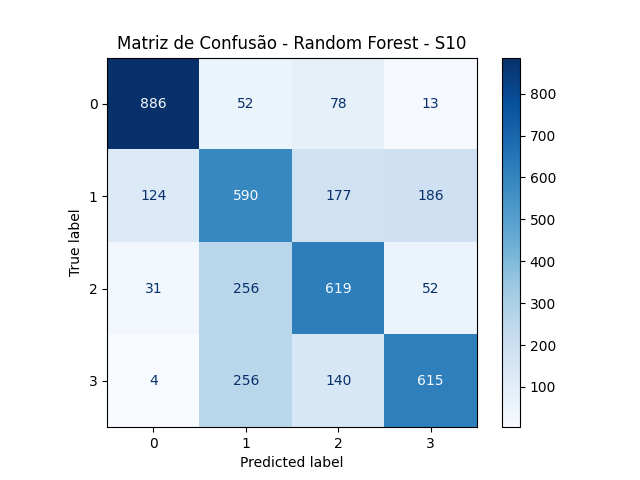 Matriz de Confusão - Random Forest - S10
0 886 52 78 13
1 124 590 177 186
2 31 256 619 52
3 4 256 140 615
0 1 2 3
Predicted label
True label
800
700
600
500
400
300
200
100